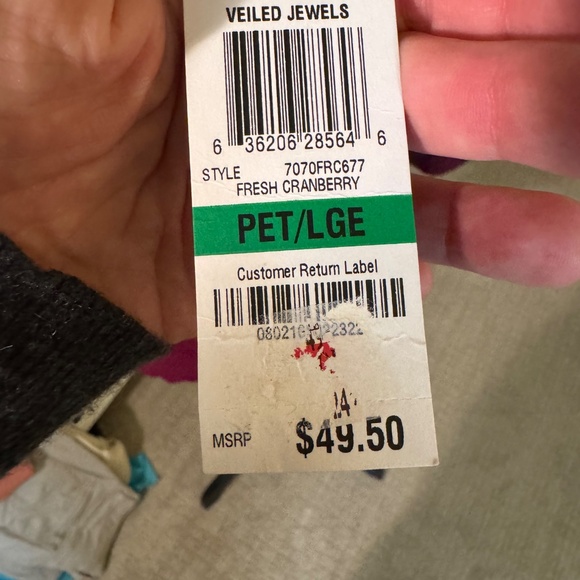 VEILED JEWELS
6 36206 28564 6
STYLE 7070FRC677
FRESH CRANBERRY
PET/LGE
Customer Return Label
MSRP $49.50